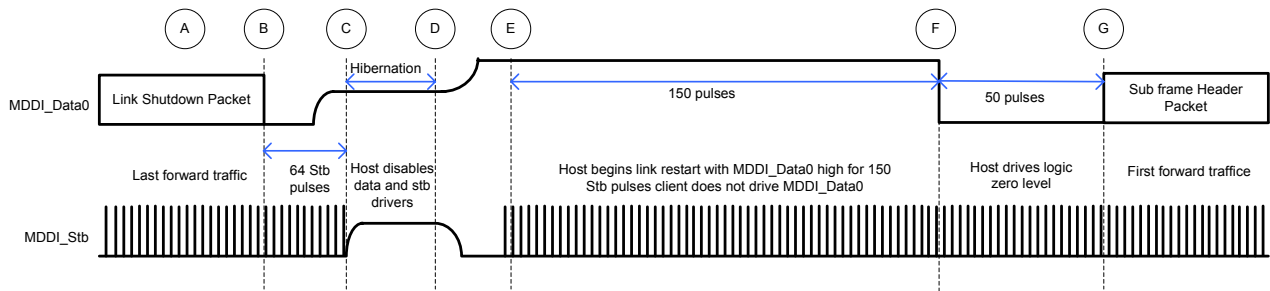 A
B
C
D
E
F
G
MDDI_Data0
Link Shutdown Packet
Hibernation
150 pulses
50 pulses
Sub frame Header
Packet
Last forward traffic
64 Stb
pulses
Host disables
data and stb
drivers
Host begins link restart with MDDI_Data0 high for 150
Stb pulses client does not drive MDDI_Data0
Host drives logic
zero level
First forward traffice
MDDI_Stb